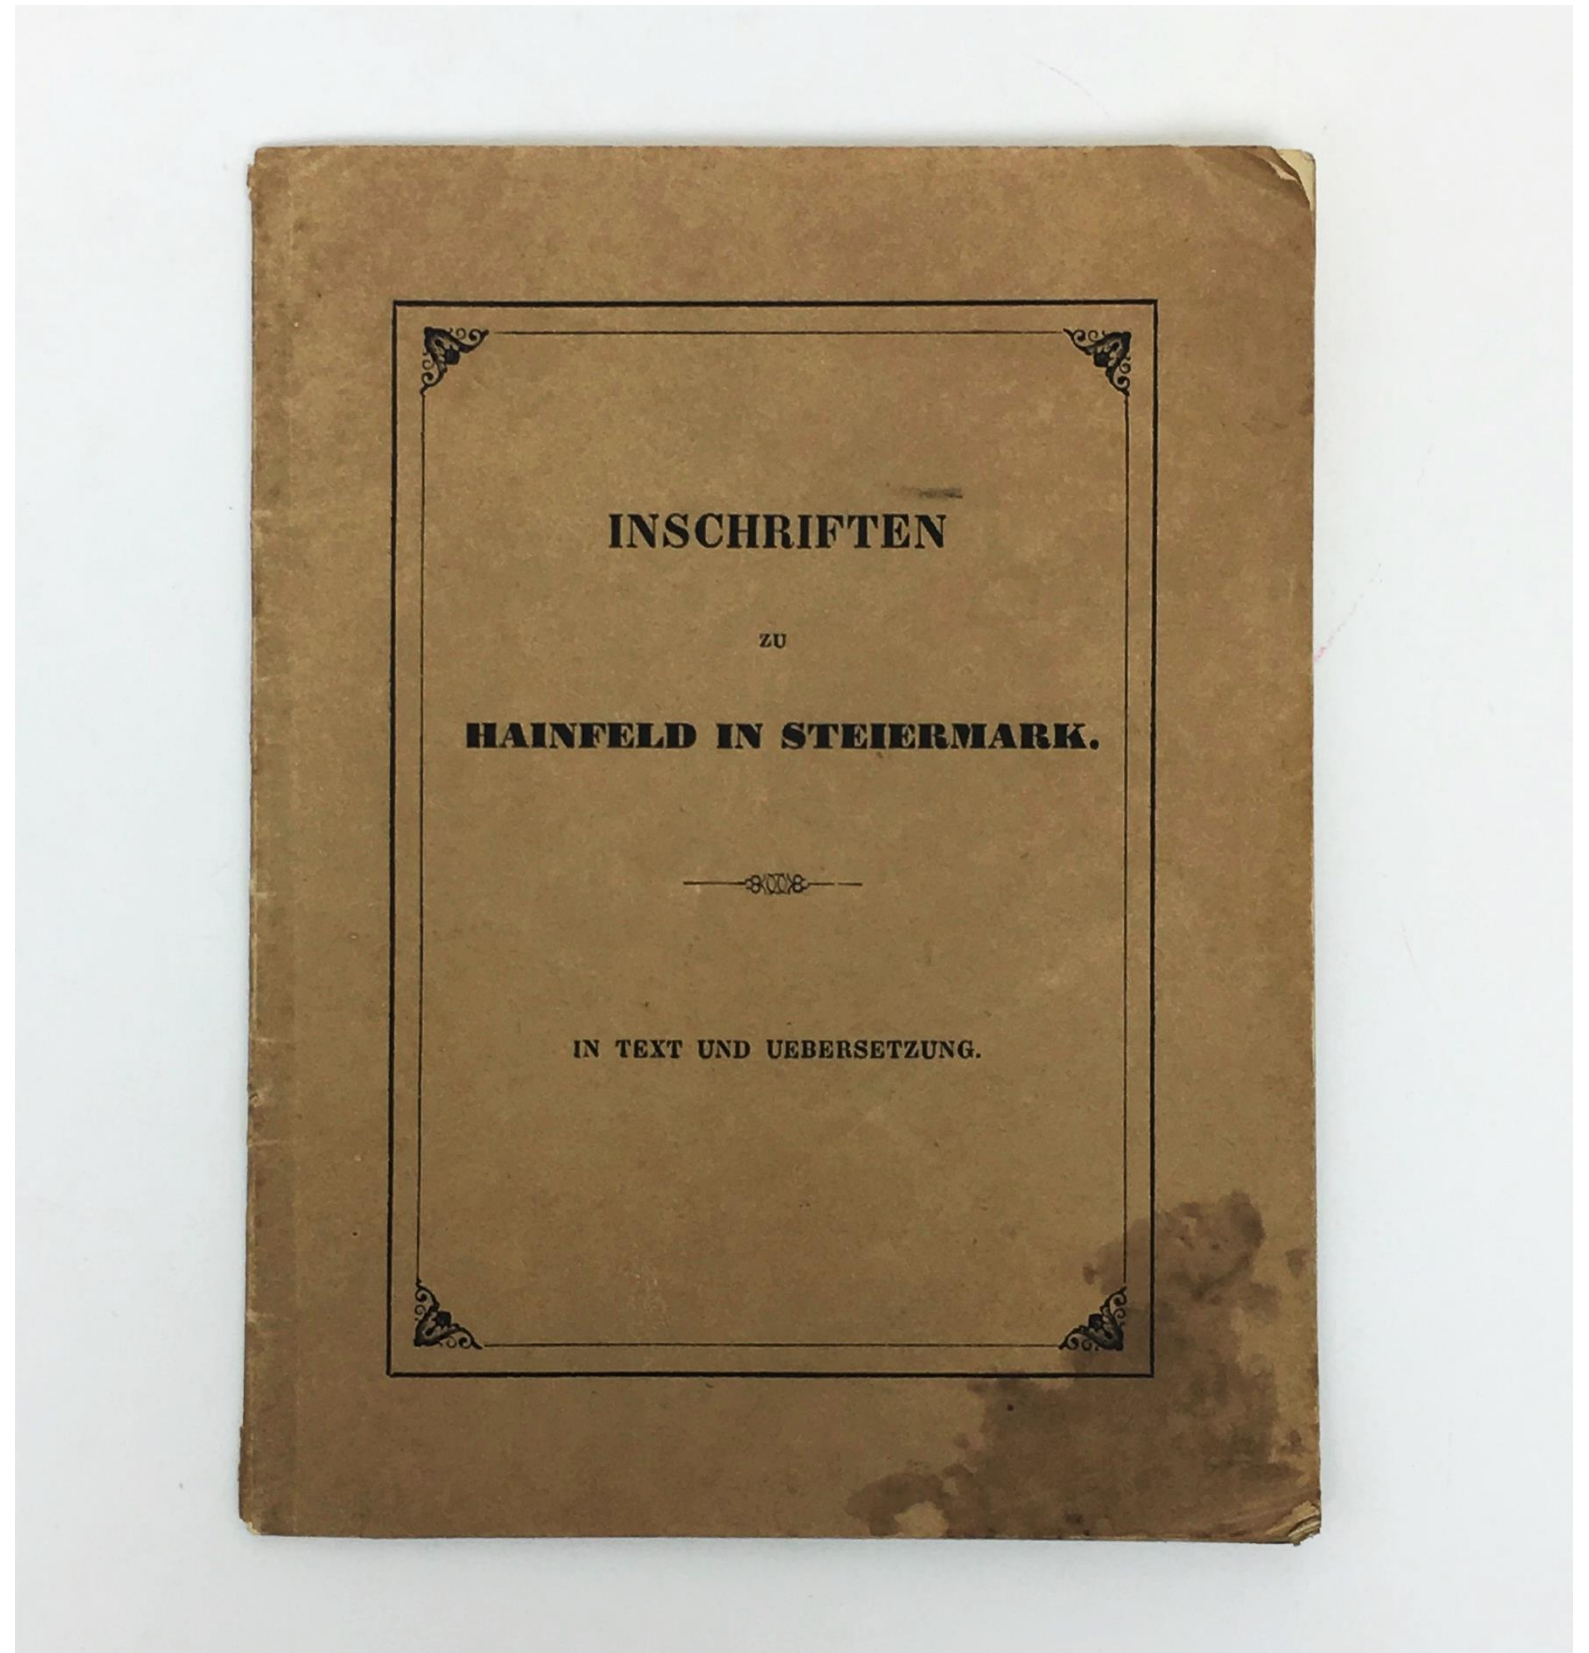 INSCHRIFTEN
ZU
HAINFELD IN STEIERMARK.
IN TEXT UND UEBERSETZUNG.